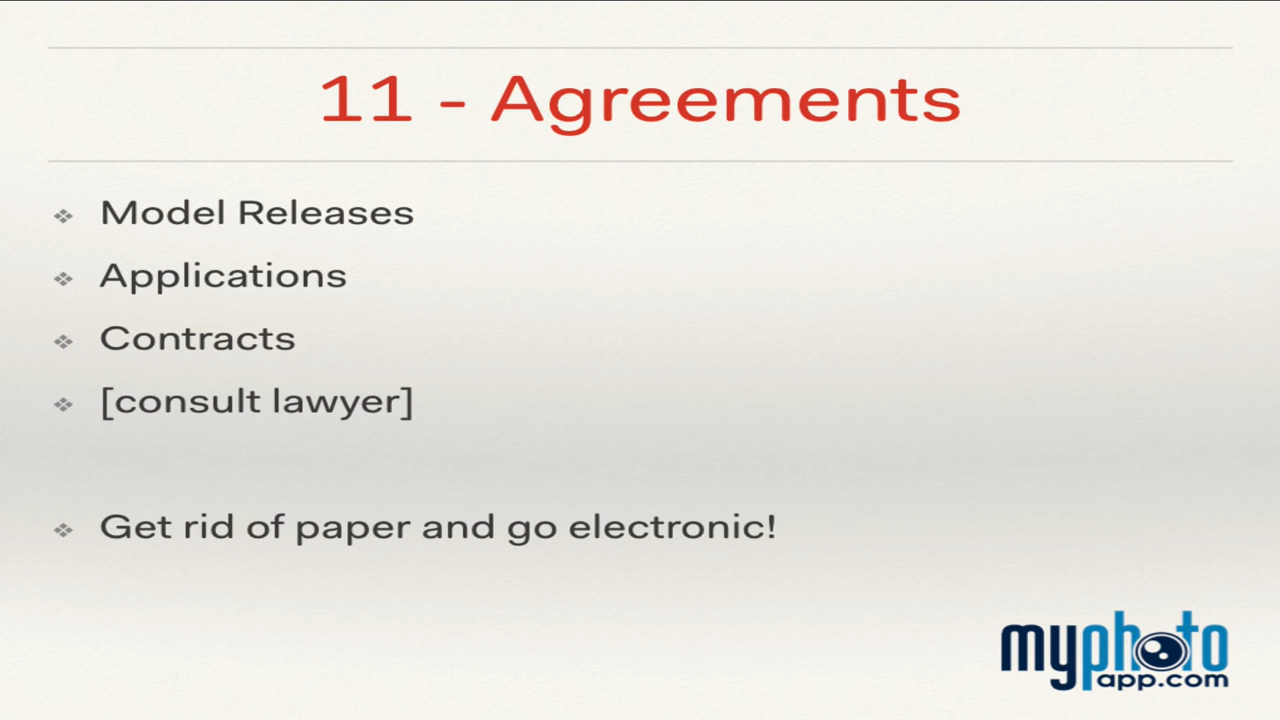 11 - Agreements
Model Releases
Applications
Contracts
[consult lawyer]
Get rid of paper and go electronic!
myphoto
app.com